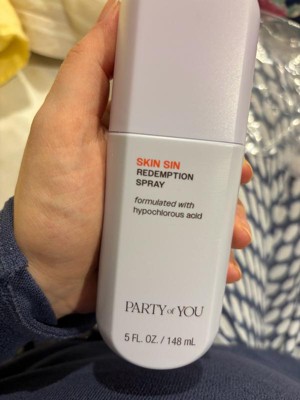 SKIN SIN
REDEMPTION
SPRAY
formulated with
hypochlorous acid
PARTY of YOU
5 FL. OZ. / 148 mL